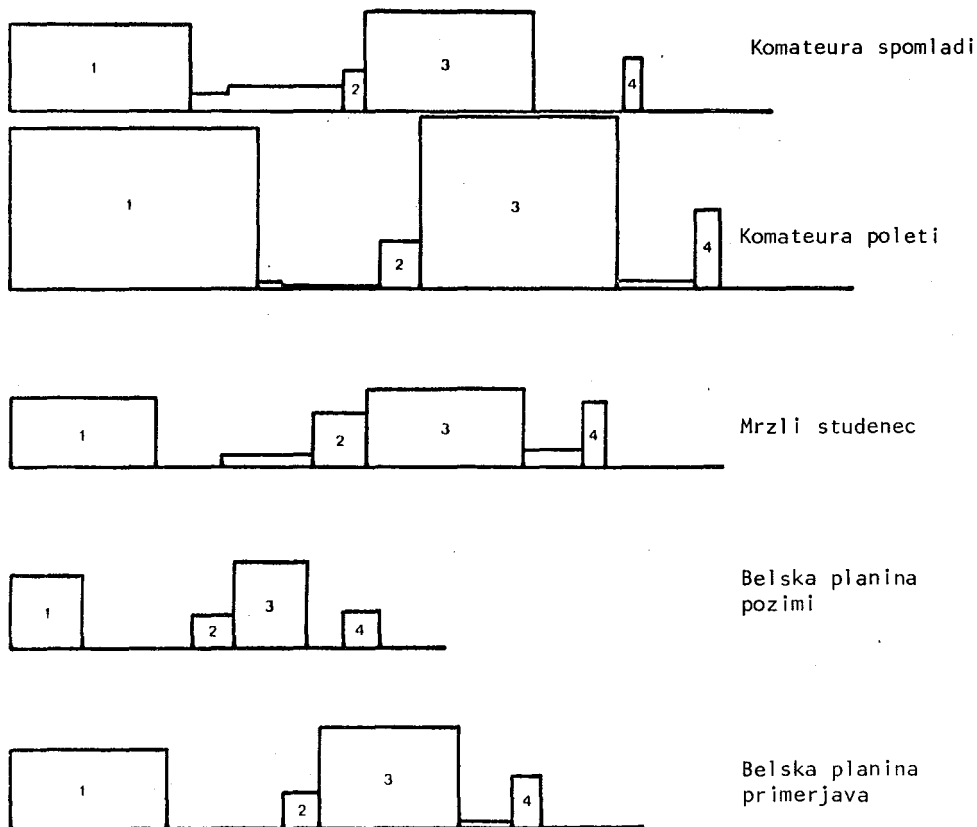 1 2 3 4 Komateura spomladi
1 2 3 4 Komateura poleti
1 2 3 4 Mrzli studenec
1 2 3 4 Belska planina
pozimi
1 2 3 4 Belska planina
primerjava